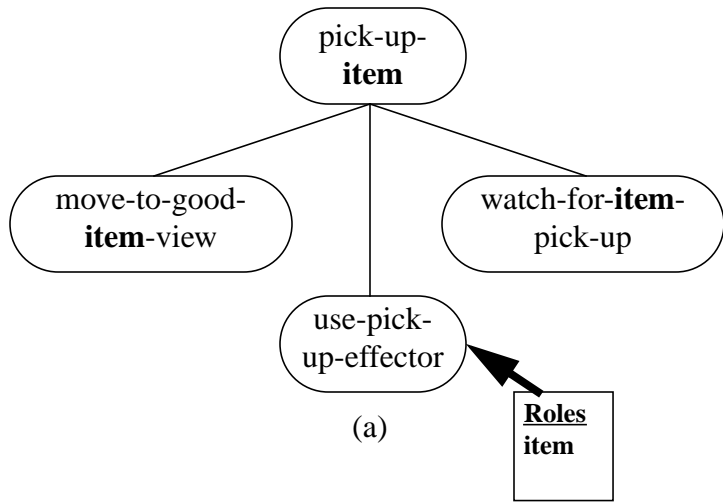 pick-up-
item
move-to-good-
item-view
watch-for-item-
pick-up
use-pick-
up-effector
(a)
Roles
item